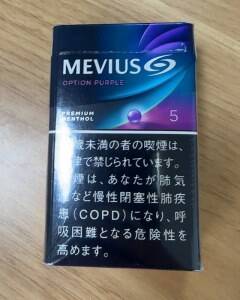 MEVIUS
OPTION PURPLE
PREMIUM
MENTHOL
5
歳未満の者の喫煙は、
律で禁じられています。
煙は、あなたが肺気
など慢性閉塞性肺疾
患(COPD)になり、呼
吸困難となる危険性を
高めます。